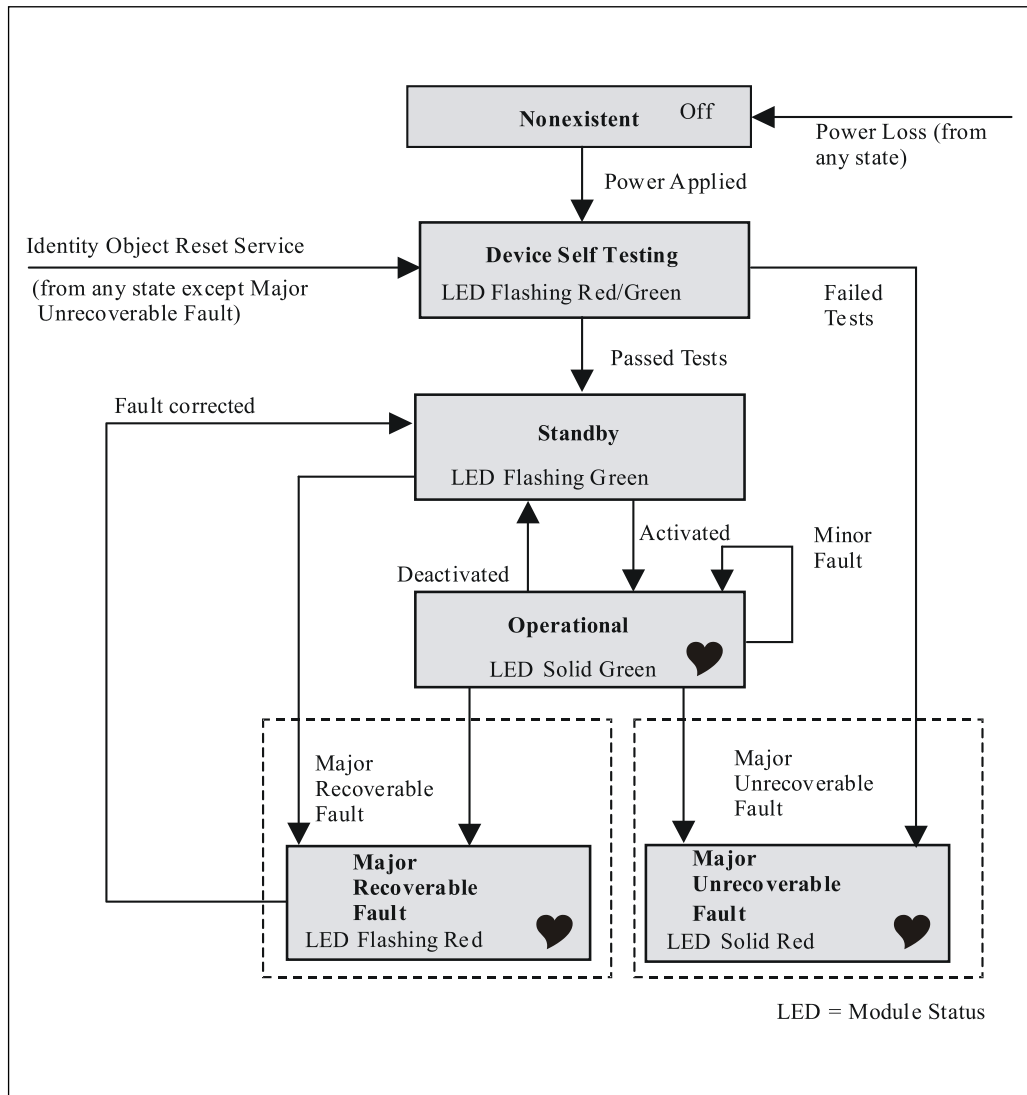 Nonexistent Off
Power Loss (from
any state)
Power Applied
Identity Object Reset Service
(from any state except Major
Unrecoverable Fault)
Device Self Testing
LED Flashing Red/Green
Failed
Tests
Passed Tests
Fault corrected
Standby
LED Flashing Green
Activated
Deactivated
Minor
Fault
Operational
LED Solid Green
Major
Recoverable
Fault
Major
Unrecoverable
Fault
Major
Recoverable
Fault
LED Flashing Red
Major
Unrecoverable
Fault
LED Solid Red
LED = Module Status